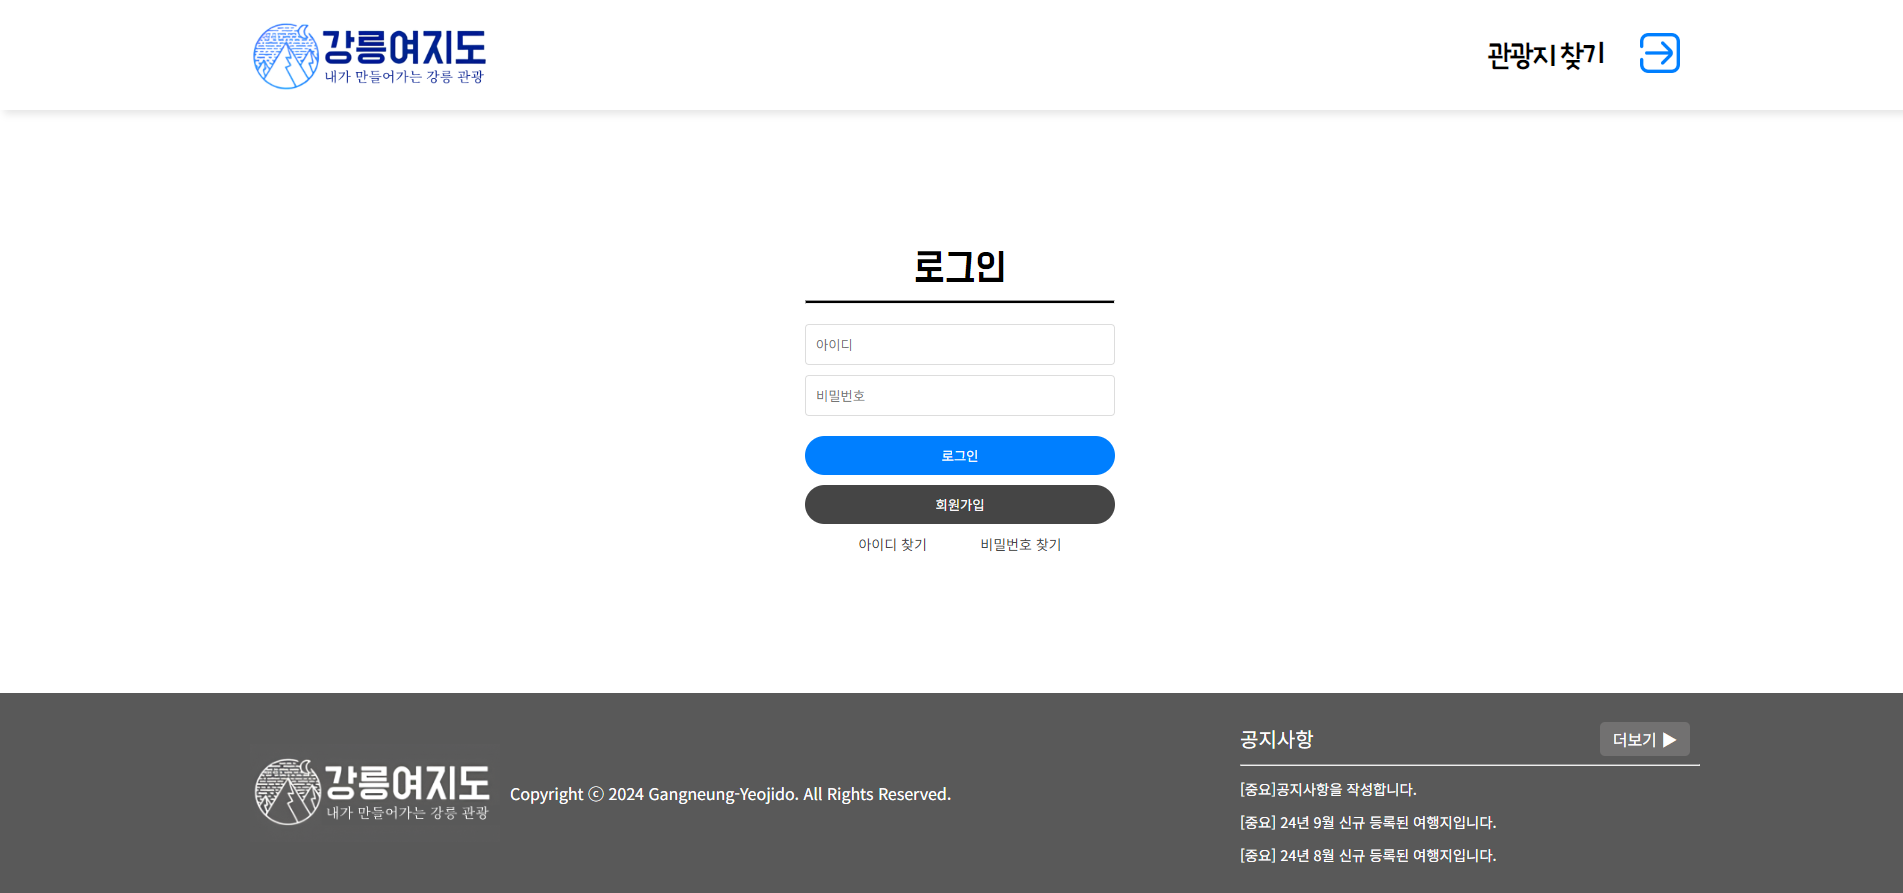 강릉여지도
내가 만들어가는 강릉 관광
관광지 찾기
로그인
아이디
비밀번호
로그인
회원가입
아이디 찾기 비밀번호 찾기
강릉여지도
내가 만들어가는 강릉 관광
Copyright ⓒ 2024 Gangneung-Yeojido. All Rights Reserved.
공지사항 더보기 ▶
[중요]공지사항을 작성합니다.
[중요] 24년 9월 신규 등록된 여행지입니다.
[중요] 24년 8월 신규 등록된 여행지입니다.